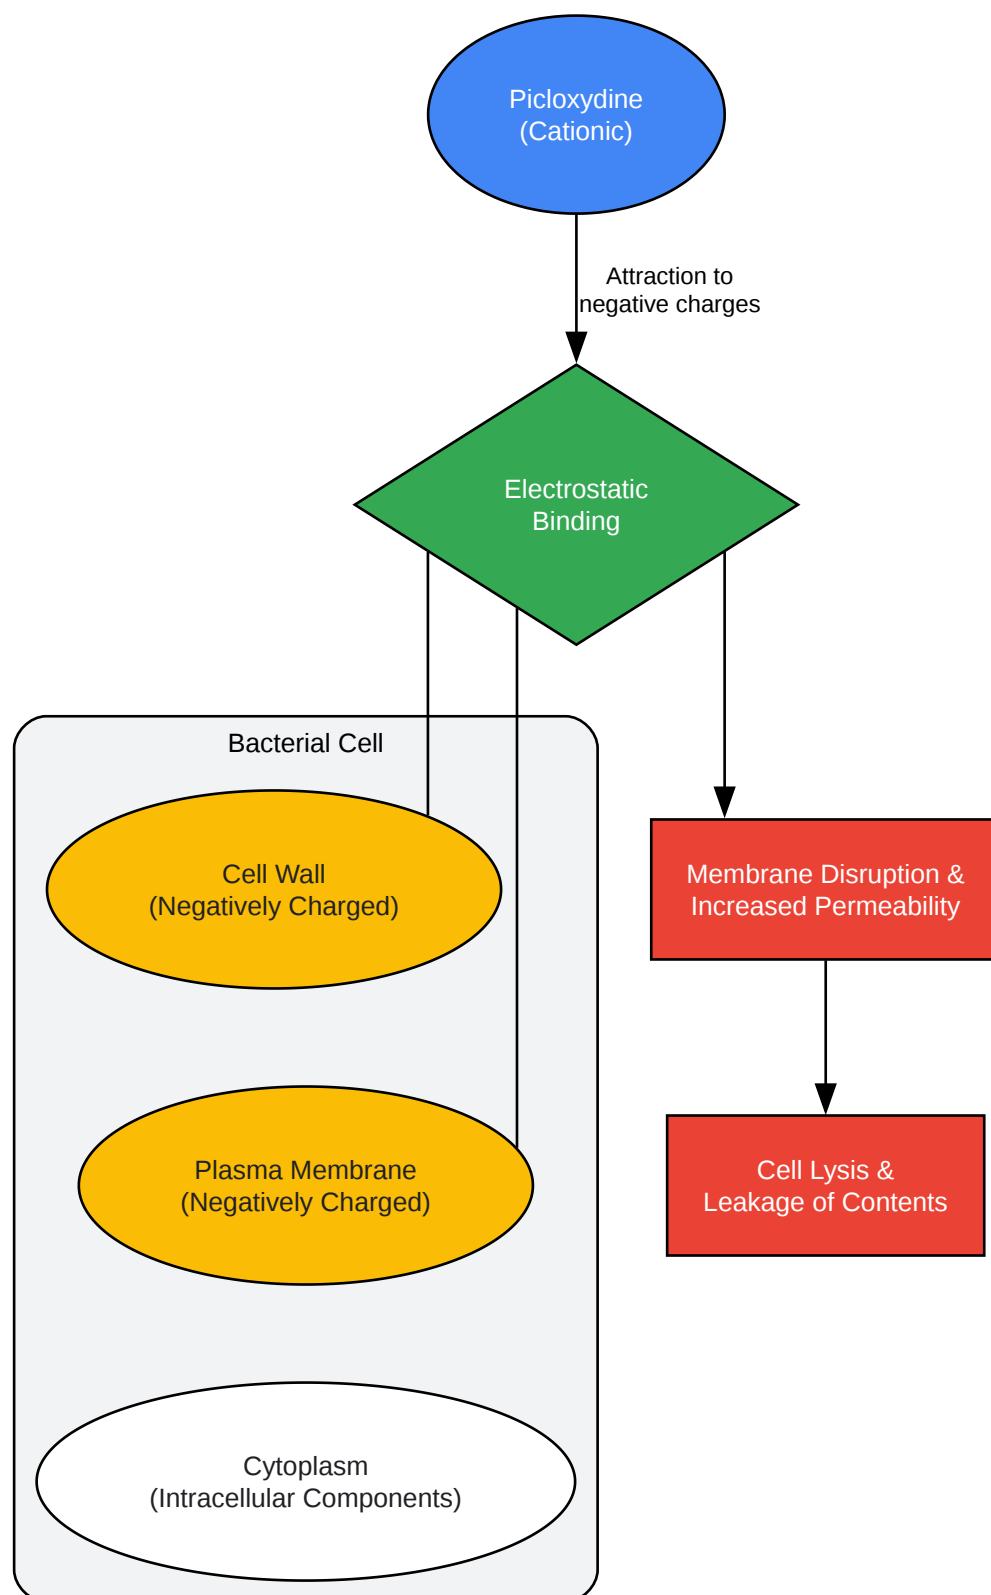 Picloxydine
(Cationic)
Attraction to
negative charges
Electrostatic
Binding
Bacterial Cell
Cell Wall
(Negatively Charged)
Membrane Disruption &
Increased Permeability
Plasma Membrane
(Negatively Charged)
Cell Lysis &
Leakage of Contents
Cytoplasm
(Intracellular Components)